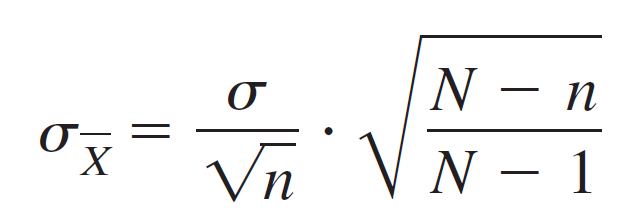 σ_X̅ = σ/√n · √((N − n)/(N − 1))